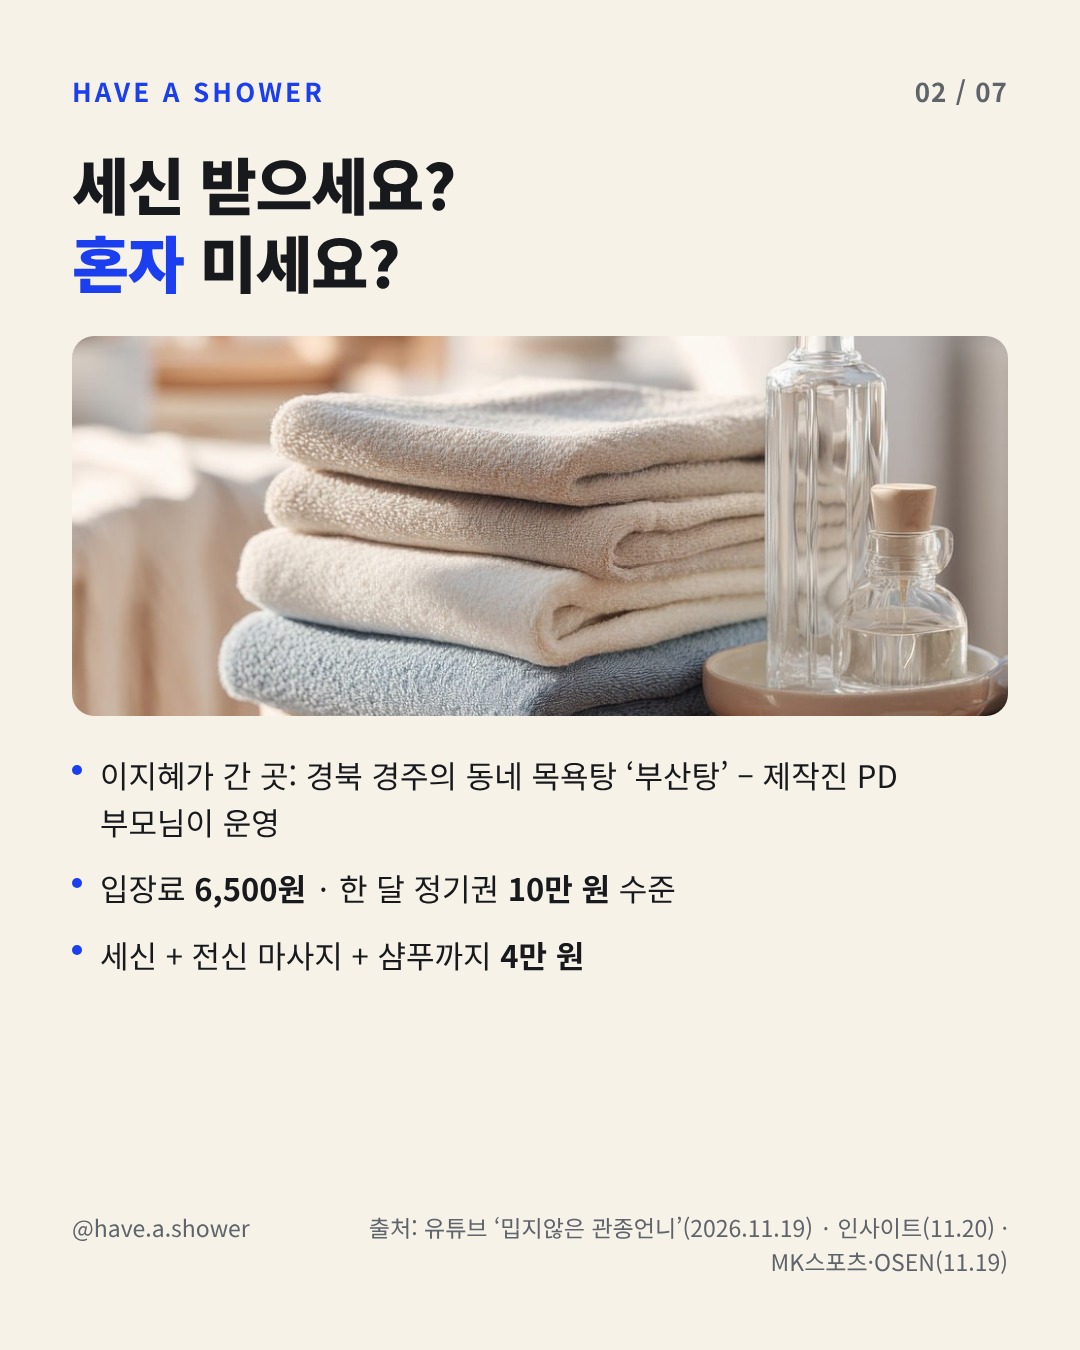 HAVE A SHOWER
02 / 07
세신 받으세요?
혼자 미세요?
이지혜가 간 곳: 경북 경주의 동네 목욕탕 ‘부산탕’ – 제작진 PD
부모님이 운영
입장료 6,500원 · 한 달 정기권 10만 원 수준
세신 + 전신 마사지 + 샴푸까지 4만 원
@have.a.shower
출처: 유튜브 ‘밉지않은 관종언니’(2026.11.19) · 인사이트(11.20) ·
MK스포츠·OSEN(11.19)